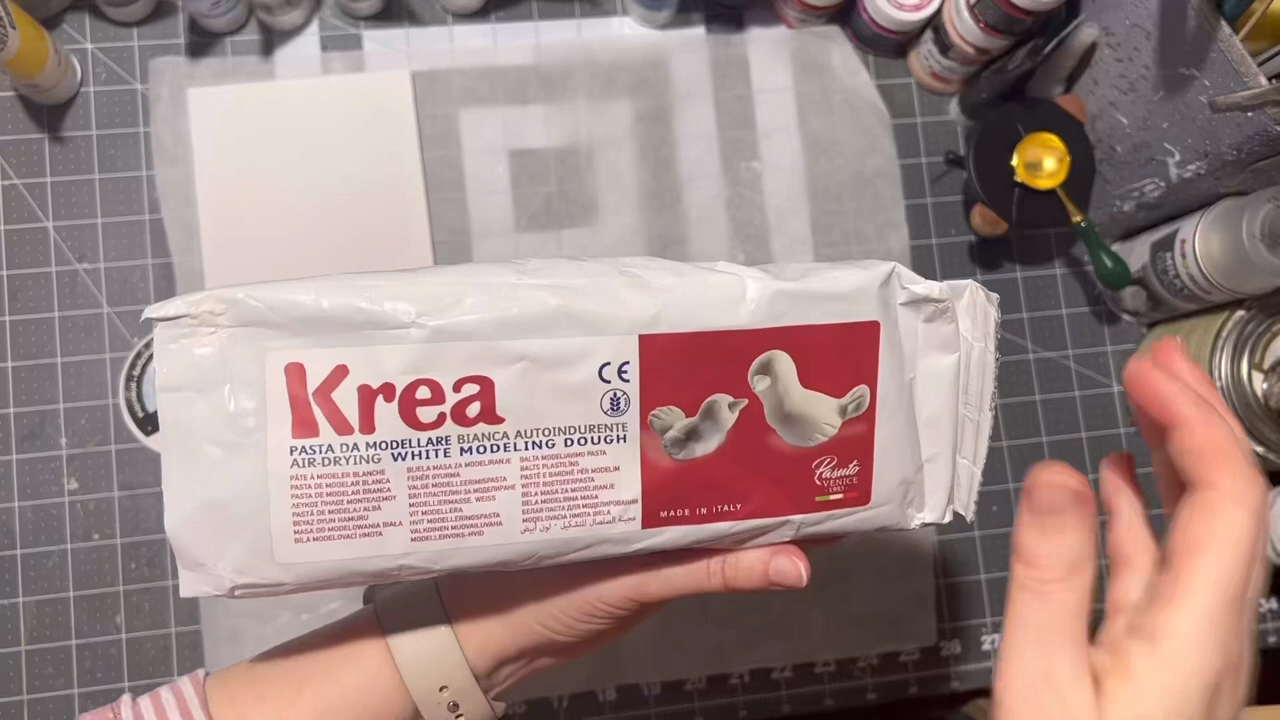 Krea
CE
PASTA DA MODELLARE BIANCA AUTOINDURENTE
AIR-DRYING WHITE MODELING DOUGH
PÂTE À MODELER BLANCHE
PASTA DE MODELAR BLANCA
PASTA DE MODELAR BRANCA
ΛΕΥΚΟΣ ΠΗΛΟΣ ΜΟΝΤΕΛΙΣΜΟΥ
PASTĂ DE MODELAJ ALBĂ
BEYAZ OYUN HAMURU
MASA DO MODELOWANIA BIAŁA
BÍLÁ MODELOVACÍ HMOTA
BIJELA MASA ZA MODELIRANJE
FEHÉR GYURMA
VALGE MODELLEERIMISPASTA
БЯЛ ПЛАСТЕЛИН ЗА МОДЕЛИРАНЕ
MODELLIERMASSE, WEISS
VIT MODELLERA
HVIT MODELLERINGSPASTA
VALKOINEN MUOVAILUVAHA
MODELLERVOKS-HVID
BALTA MODELIAVIMO PASTA
BALTS PLASTILĪNS
PASTË E BARDHË PËR MODELIM
WITTE BOETSEERPASTA
BELA MASA ZA MODELIRANJE
BELA MODELIRNA MASA
БЕЛАЯ ПАСТА ДЛЯ МОДЕЛИРОВАНИЯ
MODELOVACIA HMOTA BIELA
عجينة الصلصال للتشكيل - لون أبيض
MADE IN ITALY
Pasuto
VENICE
1983
27
26
34